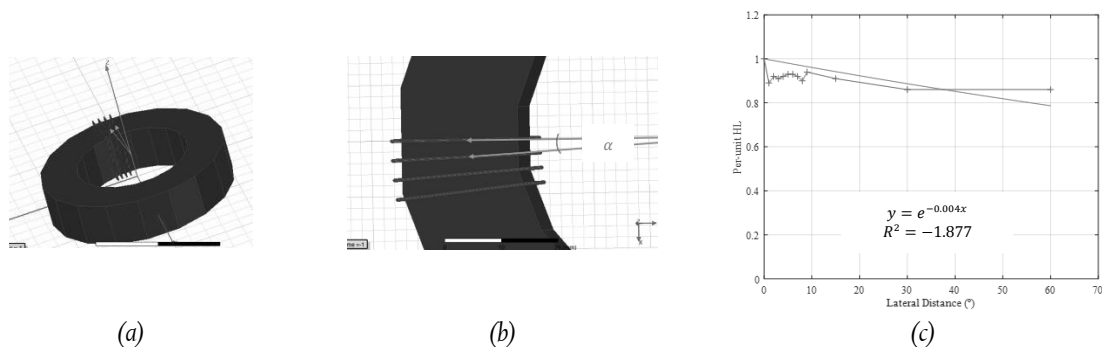 α
1.2
1
0.8
0.6
0.4
0.2
0
0 10 20 30 40 50 60 70
Per-unit HL
y = e^{-0.004x}
R² = −1.877
Lateral Distance (°)
(a) (b) (c)